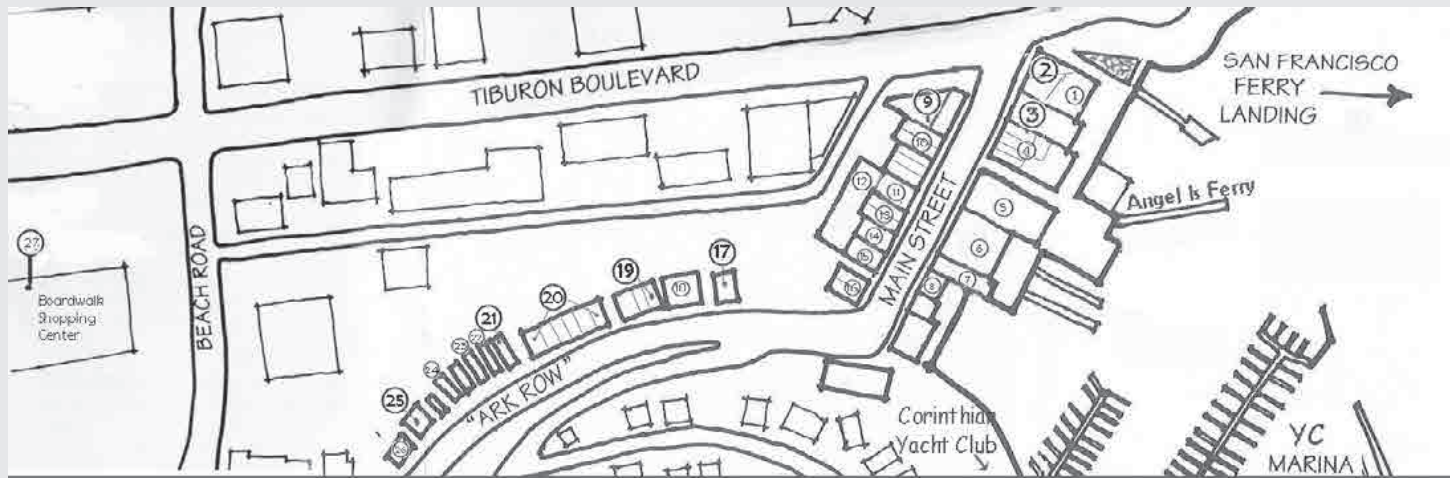 TIBURON BOULEVARD
SAN FRANCISCO
FERRY
LANDING
2
1
3
4
9
10
12
11
13
14
15
16
MAIN STREET
5
6
7
8
Angel Is Ferry
27
Boardwalk
Shopping
Center
BEACH ROAD
17
18
19
20
21
22
23
24
25
26
"ARK ROW"
Corinthian
Yacht Club
YC
MARINA